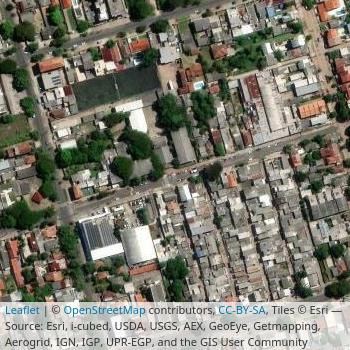 Leaflet | © OpenStreetMap contributors, CC-BY-SA, Tiles © Esri —
Source: Esri, i-cubed, USDA, USGS, AEX, GeoEye, Getmapping,
Aerogrid, IGN, IGP, UPR-EGP, and the GIS User Community